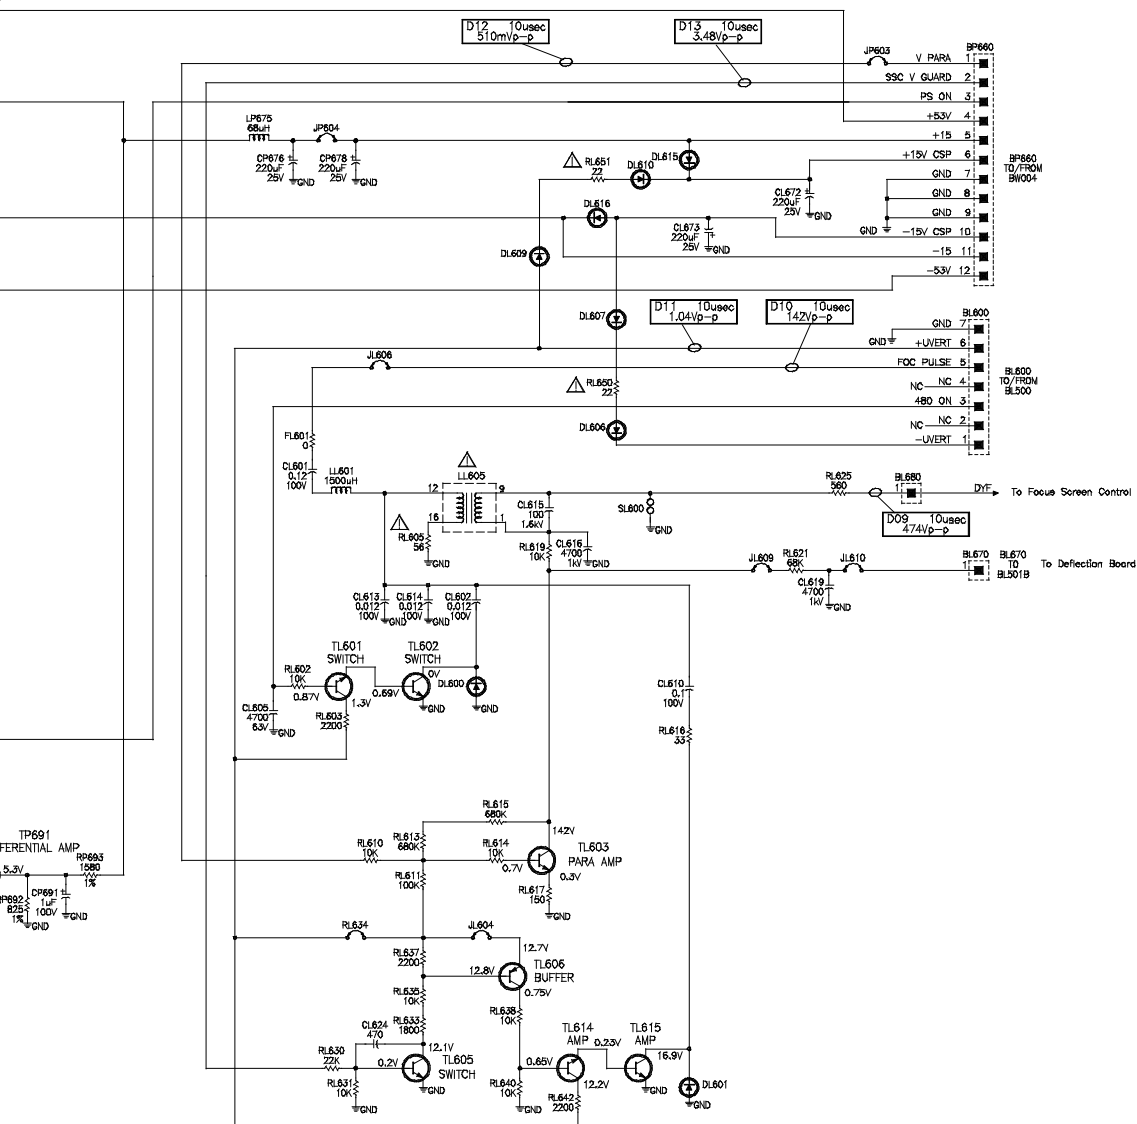 D12 10usec
510mVp-p
D13 10usec
3.48Vp-p
JP603
BP660
V PARA 1
SSC V GUARD 2
PS ON 3
+53V 4
+15 5
+15V CSP 6
GND 7
GND 8
GND 9
GND
-15V CSP 10
-15 11
-53V 12
BP660
TO/FROM
BW004
LP675
68uH
JP604
CP676
220uF
25V
GND
CP678
220uF
25V
GND
RL651
22
DL610
DL615
CL672
220uF
25V
GND
DL616
CL673
220uF
25V
GND
DL609
DL607
D11 10usec
1.04Vp-p
D10 10usec
142Vp-p
BL600
GND 7
GND
+UVERT 6
FOC PULSE 5
NC NC 4
480 ON 3
NC NC 2
-UVERT 1
BL600
TO/FROM
BL500
JL606
RL650
22
DL606
FL601
0
CL601
0.12
100V
LL601
1500uH
LL605
12
9
16
1
RL605
56
GND
CL615
100
1.6kV
SL600
GND
RL625
560
BL680
1
DYF
To Focus Screen Control
D09 10usec
474Vp-p
RL619
10K
CL616
4700
1kV
GND
JL609
RL621
68K
JL610
CL619
4700
1kV
GND
BL670
1
BL670
TO
BL501B
To Deflection Board
CL613
0.012
100V
GND
CL614
0.012
100V
GND
CL602
0.012
100V
TL601
SWITCH
TL602
SWITCH
RL602
10K
0.87V
1.3V
0.69V
0V
DL600
GND
GND
CL605
4700
63V
GND
RL603
2200
CL610
0.1
100V
RL616
33
RL615
680K
142V
RL613
680K
RL610
10K
RL614
10K
0.7V
TL603
PARA AMP
0.3V
RL611
100K
RL617
150
GND
TP691
FERENTIAL AMP
5.3V
RP693
1580
1%
P692
825
1%
GND
CP691
1uF
100V
GND
RL634
JL604
12.7V
RL637
2200
12.8V
TL606
BUFFER
0.75V
RL635
10K
RL638
10K
RL633
1800
CL624
470
RL630
22K
0.2V
12.1V
TL605
SWITCH
GND
RL631
10K
GND
TL614
AMP
0.23V
TL615
AMP
0.65V
12.2V
16.9V
RL640
10K
GND
RL642
2200
GND
DL601
GND